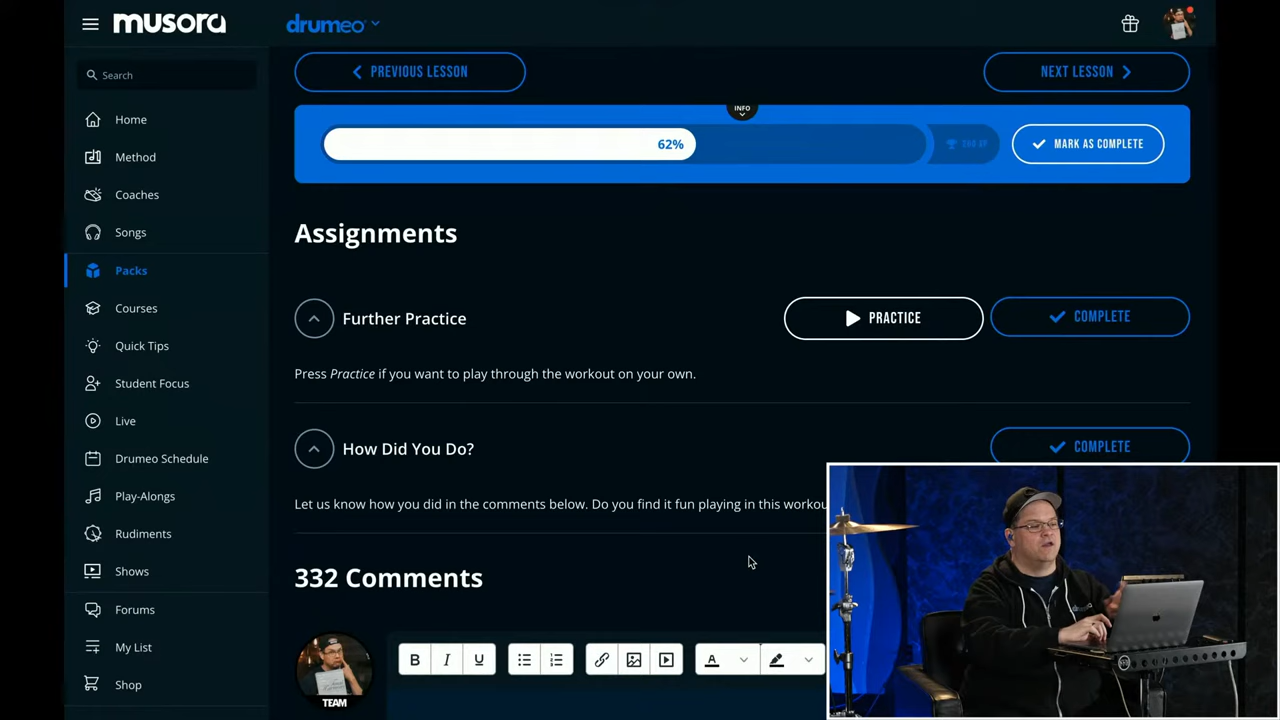 musora
drumeo
Search
Home
Method
Coaches
Songs
Packs
Courses
Quick Tips
Student Focus
Live
Drumeo Schedule
Play-Alongs
Rudiments
Shows
Forums
My List
Shop
PREVIOUS LESSON
NEXT LESSON
INFO
62%
MARK AS COMPLETE
Assignments
Further Practice
PRACTICE
COMPLETE
Press Practice if you want to play through the workout on your own.
How Did You Do?
COMPLETE
Let us know how you did in the comments below. Do you find it fun playing in this workou
332 Comments
TEAM
B I U
A